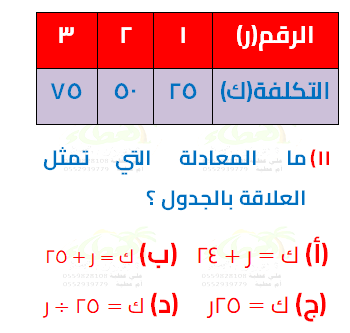 الرقم(ر) ١ ٢ ٣
التكلفة(ك) ٢٥ ٥٠ ٧٥
١١) ما المعادلة التي تمثل
العلاقة بالجدول ؟
(أ) ك = ر + ٢٤ (ب) ك = ر + ٢٥
(ج) ك = ٢٥ر (د) ك = ٢٥ ÷ ر